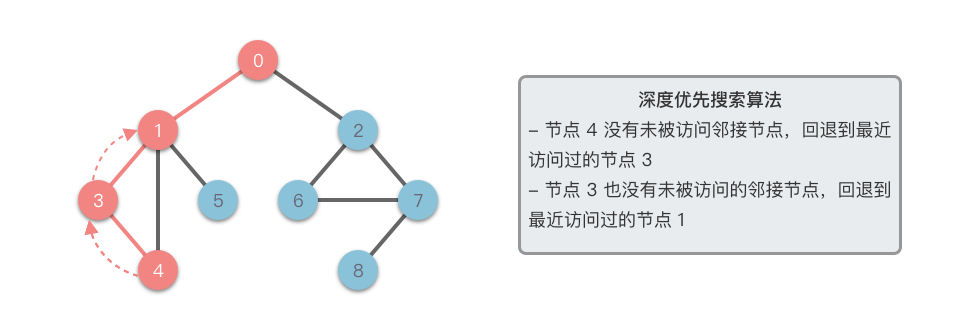 0
1
2
3
5
6
7
4
8
深度优先搜索算法
– 节点 4 没有未被访问邻接节点，回退到最近
访问过的节点 3
– 节点 3 也没有未被访问的邻接节点，回退到
最近访问过的节点 1